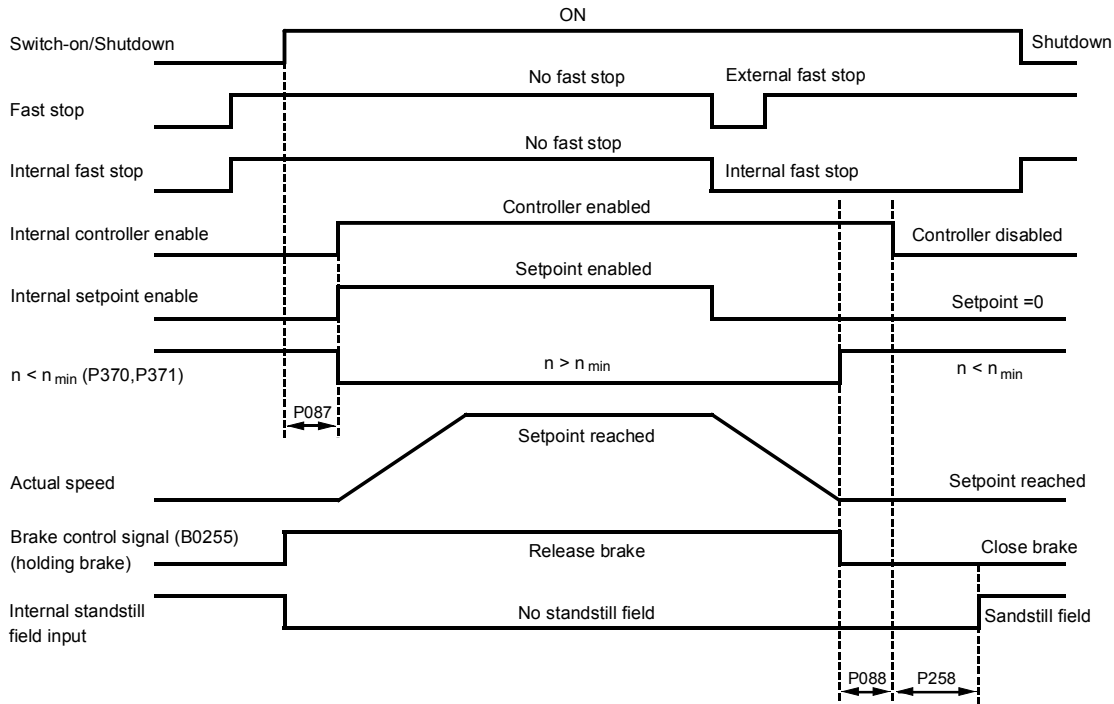 ON
Switch-on/Shutdown
Shutdown
No fast stop
External fast stop
Fast stop
No fast stop
Internal fast stop
Internal fast stop
Controller enabled
Internal controller enable
Controller disabled
Setpoint enabled
Internal setpoint enable
Setpoint =0
n < n min (P370,P371)
n > n min
n < n min
P087
Setpoint reached
Actual speed
Setpoint reached
Brake control signal (B0255)
(holding brake)
Release brake
Close brake
Internal standstill
field input
No standstill field
Sandstill field
P088
P258